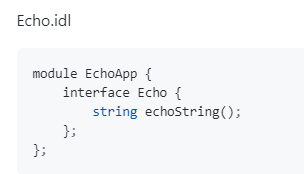 Echo.idl
module EchoApp {
    interface Echo {
        string echoString();
    };
};